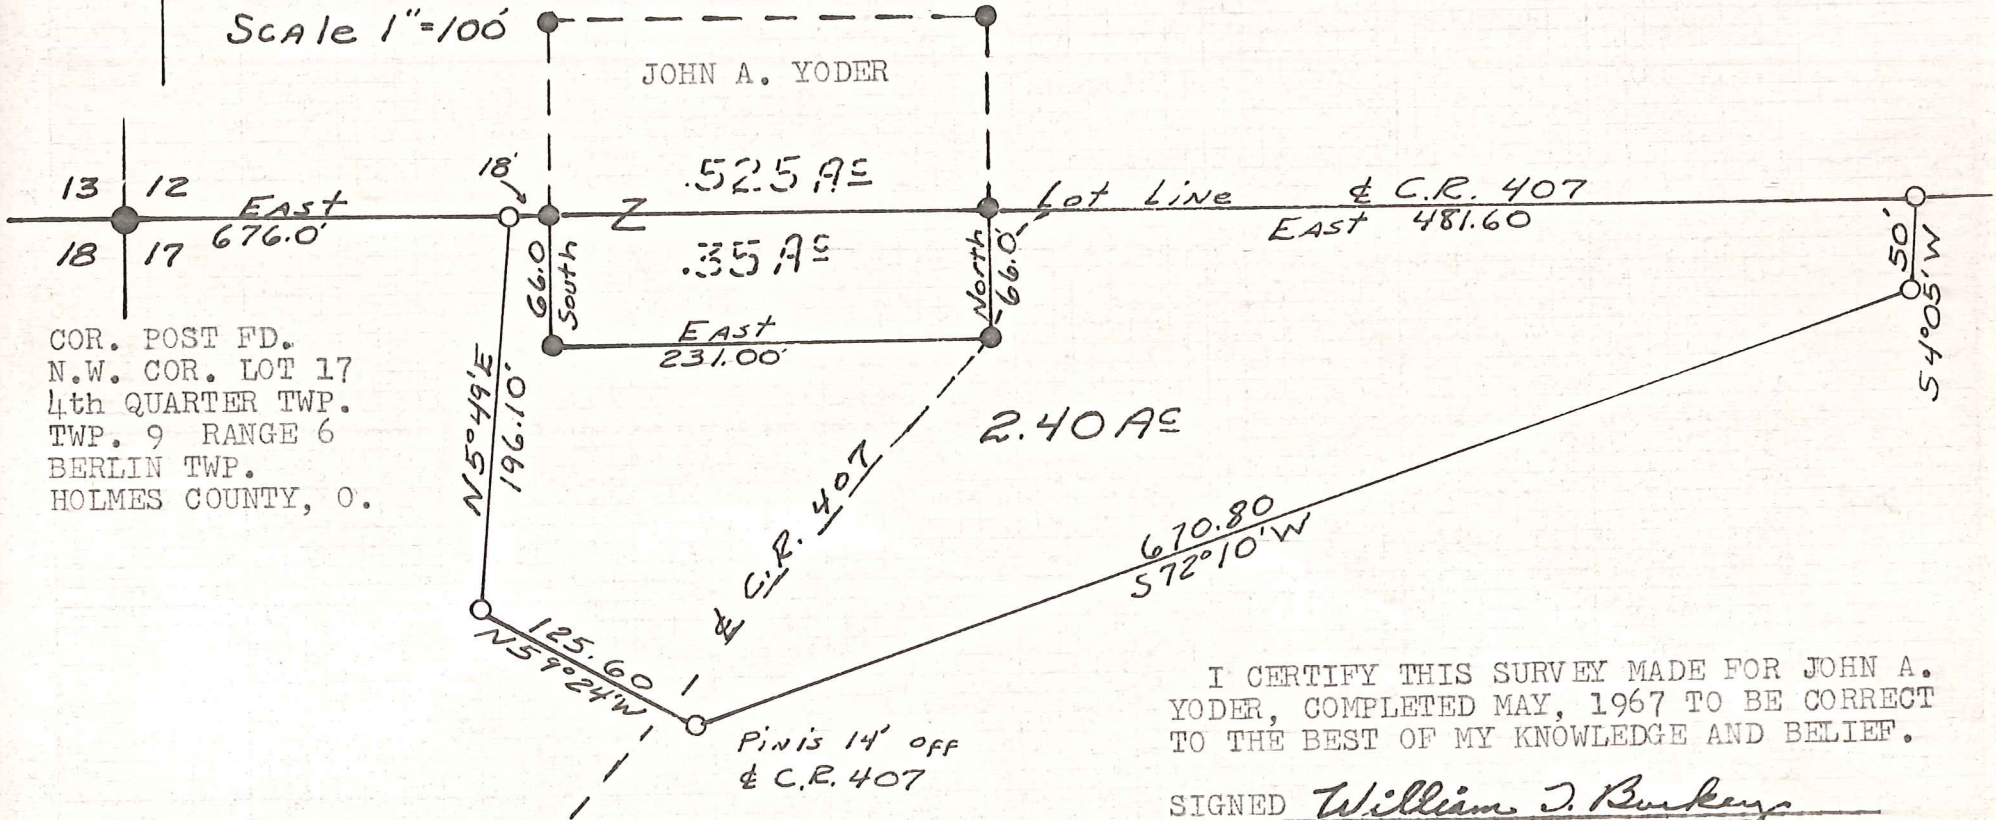 Scale 1"=100'
JOHN A. YODER
18'
.525 Ac
13 12
East
676.0'
18 17
Z
Lot Line
¢ C.R. 407
East 481.60
.35 Ac
66.0
South
North
66.0'
50'
S 4°05'W
East
231.00'
COR. POST FD.
N.W. COR. LOT 17
4th QUARTER TWP.
TWP. 9 RANGE 6
BERLIN TWP.
HOLMES COUNTY, O.
N5°49'E
196.10'
2.40 Ac
¢ C.R. 407
670.80
S72°10'W
125.60
N59°24'W
Pin is 14' off
¢ C.R. 407
I CERTIFY THIS SURVEY MADE FOR JOHN A.
YODER, COMPLETED MAY, 1967 TO BE CORRECT
TO THE BEST OF MY KNOWLEDGE AND BELIEF.
SIGNED William